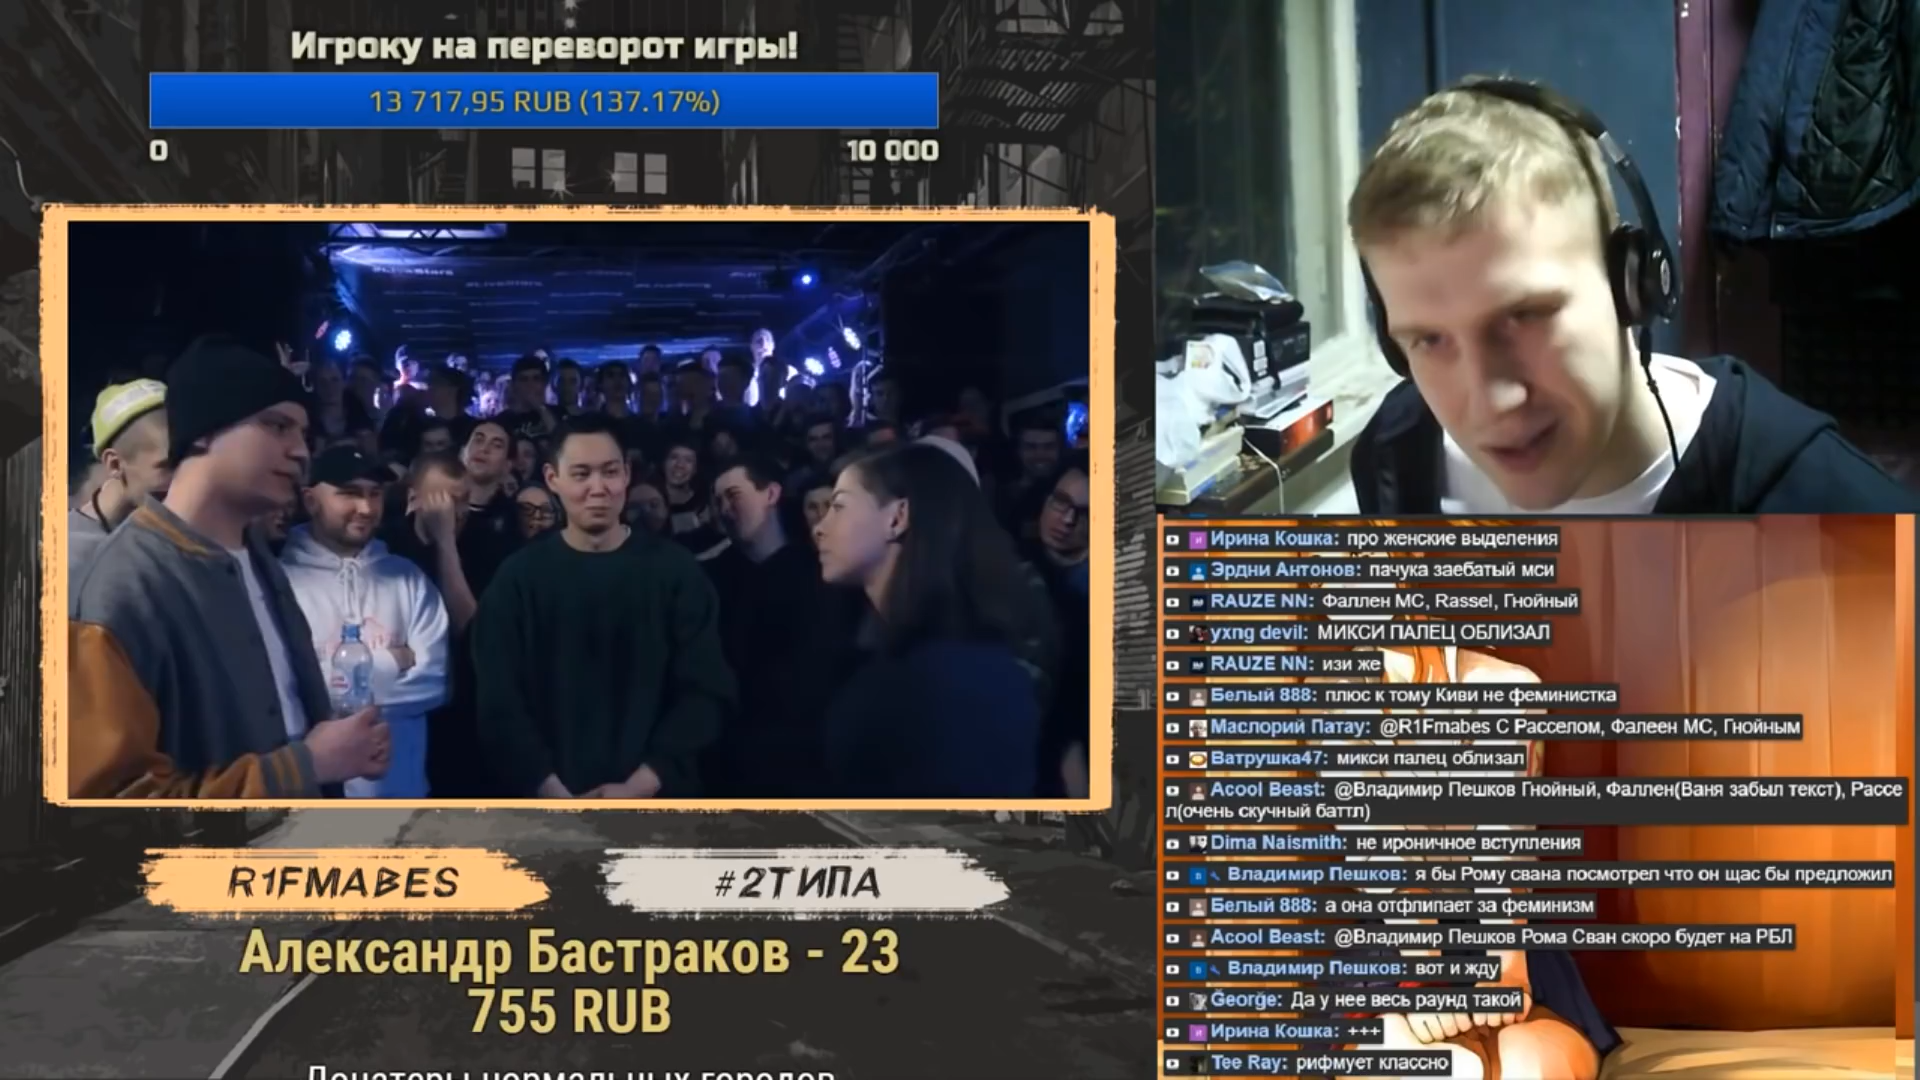 Игроку на переворот игры!
13 717,95 RUB (137.17%)
0
10 000
R1FMABES
#2ТИПА
Александр Бастраков - 23
755 RUB
Донатеры нормальных городов
Ирина Кошка: про женские выделения
Эрдни Антонов: пачука заебатый мси
RAUZE NN: Фаллен МС, Rassel, Гнойный
yxng devil: МИКСИ ПАЛЕЦ ОБЛИЗАЛ
RAUZE NN: изи же
Белый 888: плюс к тому Киви не феминистка
Маслорий Патау: @R1Fmabes С Расселом, Фалеен МС, Гнойным
Ватрушка47: микси палец облизал
Acool Beast: @Владимир Пешков Гнойный, Фаллен(Ваня забыл текст), Рассе
л(очень скучный баттл)
Dima Naismith: не ироничное вступления
Владимир Пешков: я бы Рому свана посмотрел что он щас бы предложил
Белый 888: а она отфлипает за феминизм
Acool Beast: @Владимир Пешков Рома Сван скоро будет на РБЛ
Владимир Пешков: вот и жду
Ğeorğe: Да у нее весь раунд такой
Ирина Кошка: +++
Tee Ray: рифмует классно